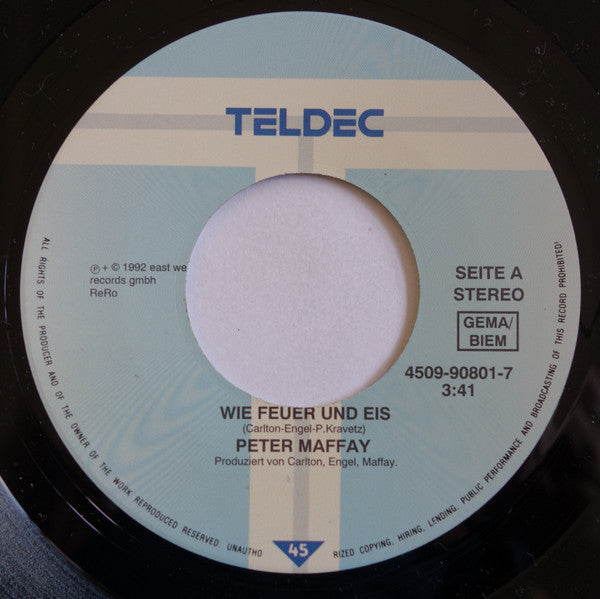 TELDEC
℗ + © 1992 east we
records gmbh
ReRo
SEITE A
STEREO
GEMA/
BIEM
4509-90801-7
3:41
WIE FEUER UND EIS
(Carlton-Engel-P.Kravetz)
PETER MAFFAY
Produziert von Carlton, Engel, Maffay.
45
ALL RIGHTS OF THE PRODUCER AND OF THE OWNER OF THE WORK REPRODUCED RESERVED. UNAUTHO RIZED COPYING, HIRING, LENDING, PUBLIC PERFORMANCE AND BROADCASTING OF THIS RECORD PROHIBITED!